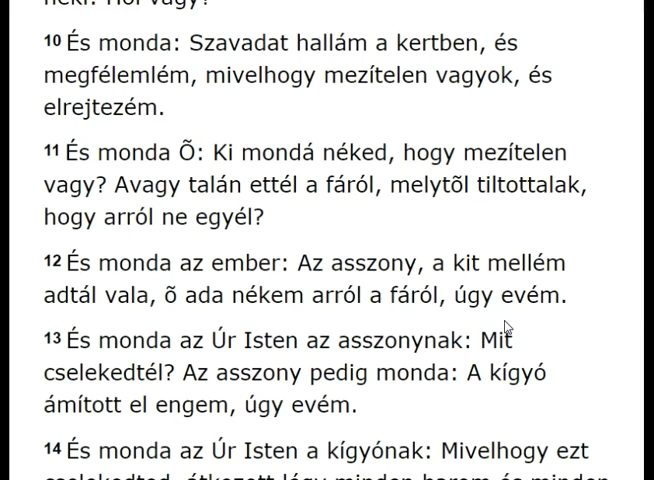 10 És monda: Szavadat hallám a kertben, és
megfélemlém, mivelhogy mezítelen vagyok, és
elrejtezém.
11 És monda Õ: Ki mondá néked, hogy mezítelen
vagy? Avagy talán ettél a fáról, melytõl tiltottalak,
hogy arról ne egyél?
12 És monda az ember: Az asszony, a kit mellém
adtál vala, õ ada nékem arról a fáról, úgy evém.
13 És monda az Úr Isten az asszonynak: Mit
cselekedtél? Az asszony pedig monda: A kígyó
ámított el engem, úgy evém.
14 És monda az Úr Isten a kígyónak: Mivelhogy ezt